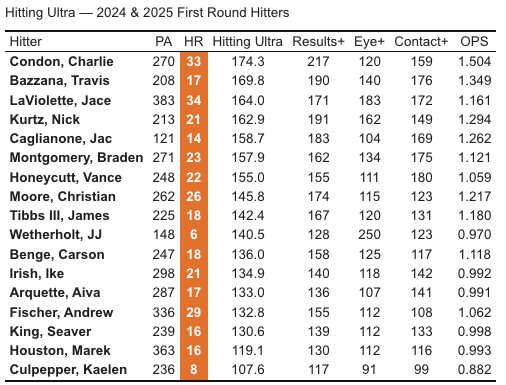 Hitting Ultra — 2024 & 2025 First Round Hitters
Hitter PA HR Hitting Ultra Results+ Eye+ Contact+ OPS
Condon, Charlie 270 33 174.3 217 120 159 1.504
Bazzana, Travis 208 17 169.8 190 140 176 1.349
LaViolette, Jace 383 34 164.0 171 183 172 1.161
Kurtz, Nick 213 21 162.9 191 162 149 1.294
Caglianone, Jac 121 14 158.7 183 104 169 1.262
Montgomery, Braden 271 23 157.9 162 134 175 1.121
Honeycutt, Vance 248 22 155.0 155 111 180 1.059
Moore, Christian 262 26 145.8 174 115 123 1.217
Tibbs III, James 225 18 142.4 167 120 131 1.180
Wetherholt, JJ 148 6 140.5 128 250 123 0.970
Benge, Carson 247 18 136.0 158 125 117 1.118
Irish, Ike 298 21 134.9 140 118 142 0.992
Arquette, Aiva 287 17 133.0 136 107 141 0.991
Fischer, Andrew 336 29 132.8 155 112 108 1.062
King, Seaver 239 16 130.6 139 112 133 0.998
Houston, Marek 363 16 119.1 130 112 116 0.993
Culpepper, Kaelen 236 8 107.6 117 91 99 0.882